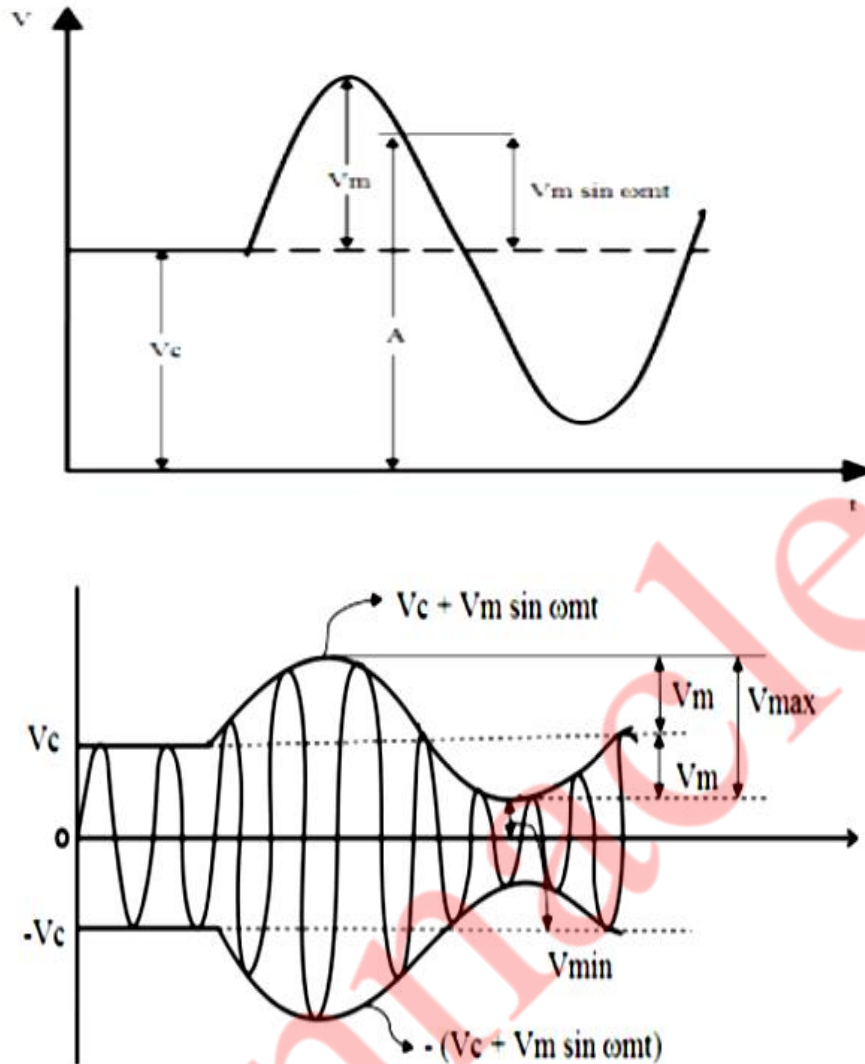 V
Vm
Vm sin ωmt
A
Vc
t
Vc + Vm sin ωmt
Vm
Vmax
Vc
Vm
0
-Vc
Vmin
- (Vc + Vm sin ωmt)
nnacle